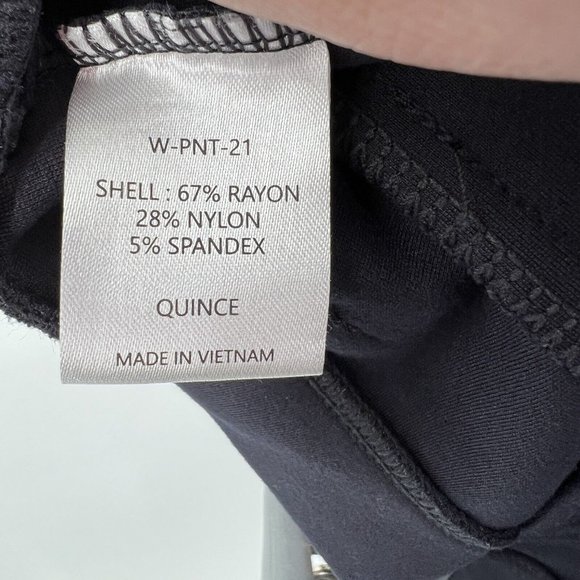 W-PNT-21
SHELL : 67% RAYON
28% NYLON
5% SPANDEX
QUINCE
MADE IN VIETNAM